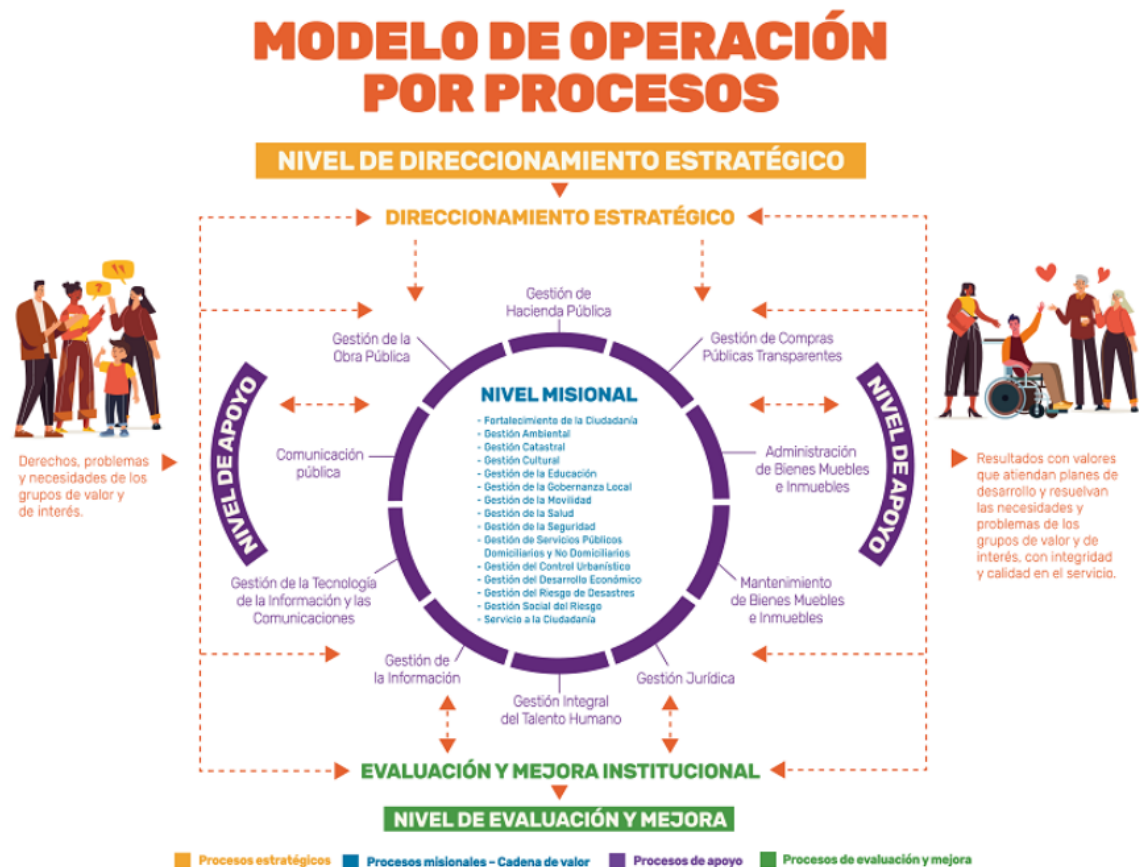 MODELO DE OPERACIÓN
POR PROCESOS
NIVEL DE DIRECCIONAMIENTO ESTRATÉGICO
DIRECCIONAMIENTO ESTRATÉGICO
?
Gestión de
Hacienda Pública
Gestión de la
Obra Pública
Gestión de Compras
Públicas Transparentes
NIVEL DE APOYO
Comunicación
pública
NIVEL MISIONAL
- Fortalecimiento de la Ciudadanía
- Gestión Ambiental
- Gestión Catastral
- Gestión Cultural
- Gestión de la Educación
- Gestión de la Gobernanza Local
- Gestión de la Movilidad
- Gestión de la Salud
- Gestión de la Seguridad
- Gestión de Servicios Públicos
Domiciliarios y No Domiciliarios
- Gestión del Control Urbanístico
- Gestión del Desarrollo Económico
- Gestión del Riesgo de Desastres
- Gestión Social del Riesgo
- Servicio a la Ciudadanía
Administración
de Bienes Muebles
e Inmuebles
NIVEL DE APOYO
Derechos, problemas
y necesidades de los
grupos de valor y
de interés.
Resultados con valores
que atiendan planes de
desarrollo y resuelvan
las necesidades y
problemas de los
grupos de valor y de
interés, con integridad
y calidad en el servicio.
Gestión de la Tecnología
de la Información y las
Comunicaciones
Mantenimiento
de Bienes Muebles
e Inmuebles
Gestión de
la Información
Gestión Integral
del Talento Humano
Gestión Jurídica
EVALUACIÓN Y MEJORA INSTITUCIONAL
NIVEL DE EVALUACIÓN Y MEJORA
Procesos estratégicos
Procesos misionales – Cadena de valor
Procesos de apoyo
Procesos de evaluación y mejora